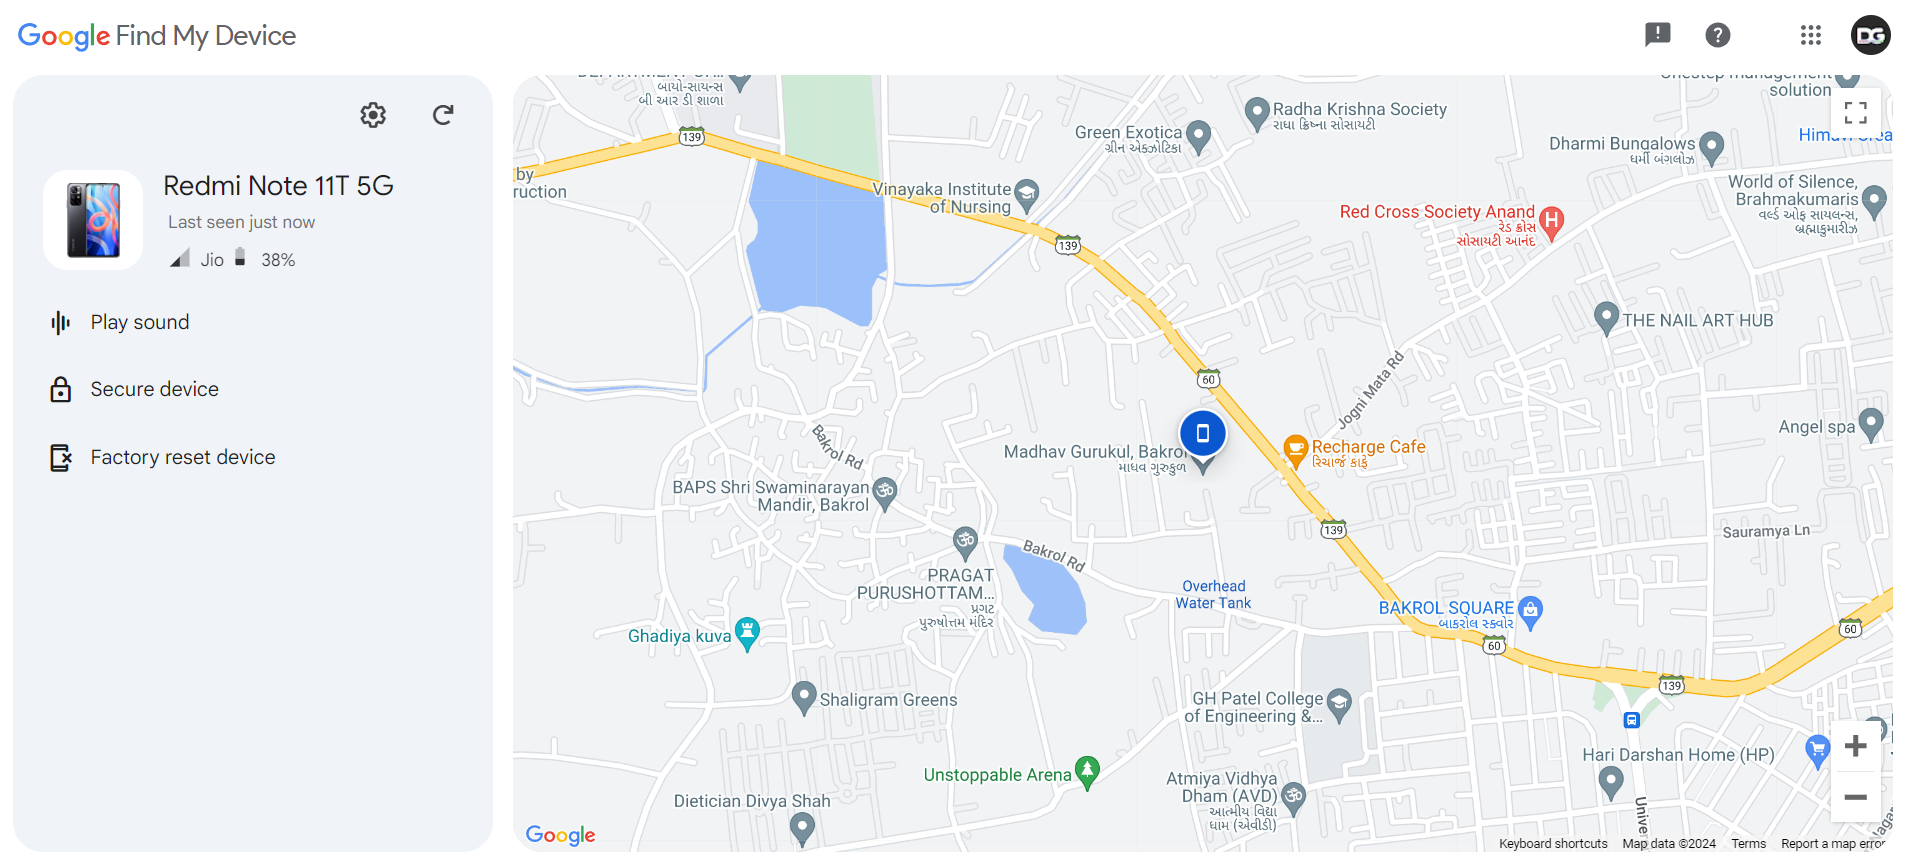 Google Find My Device
DG
Redmi Note 11T 5G
Last seen just now
Jio 38%
Play sound
Secure device
Factory reset device
બાયો-સાયન્સ
બી આર ડી શાળા
139
by
ruction
Vinayaka Institute
of Nursing
Green Exotica
ગ્રીન એક્ઝોટિકા
Radha Krishna Society
રાધા ક્રિષ્ના સોસાયટી
solution
Dharmi Bungalows
ધર્મી બંગલોઝ
World of Silence,
Brahmakumaris
વર્લ્ડ ઓફ સાયલન્સ,
બ્રહ્માકુમારીઝ
Red Cross Society Anand
રેડ ક્રોસ
સોસાયટી આનંદ
139
THE NAIL ART HUB
60
Jogni Mata Rd
Angel spa
Bakrol Rd
Madhav Gurukul, Bakrol
માધવ ગુરુકુળ
Recharge Cafe
રિચાર્જ કાફે
BAPS Shri Swaminarayan
Mandir, Bakrol
139
Sauramya Ln
Bakrol Rd
PRAGAT
PURUSHOTTAM...
પ્રગટ
પુરુષોત્તમ મંદિર
Overhead
Water Tank
BAKROL SQUARE
બાકરોલ સ્ક્વોર
60
60
Ghadiya kuva
139
Shaligram Greens
GH Patel College
of Engineering &...
Hari Darshan Home (HP)
Unstoppable Arena
Atmiya Vidhya
Dham (AVD)
આત્મીય વિદ્યા
ધામ (એવીડી)
Dietician Divya Shah
Unive
Google
Keyboard shortcuts Map data ©2024 Terms Report a map error